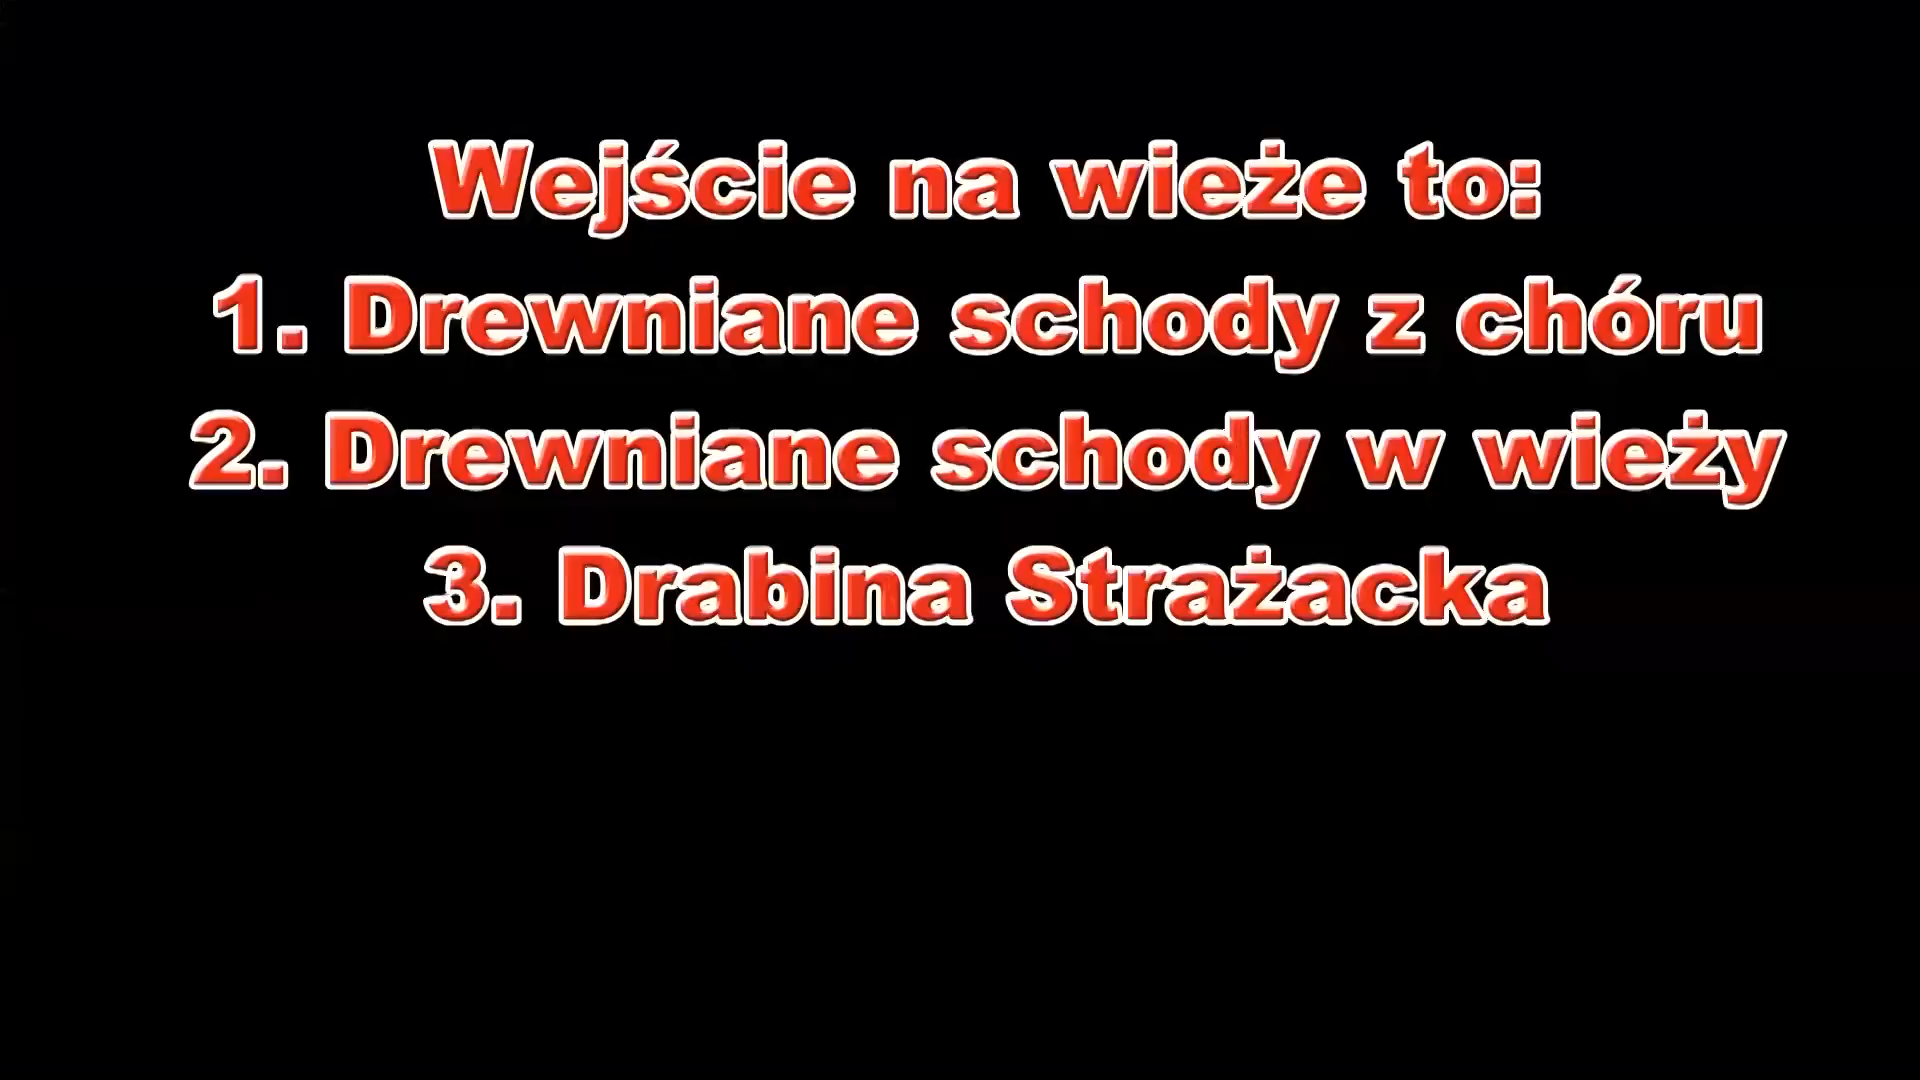 Wejście na wieże to:
1. Drewniane schody z chóru
2. Drewniane schody w wieży
3. Drabina Strażacka